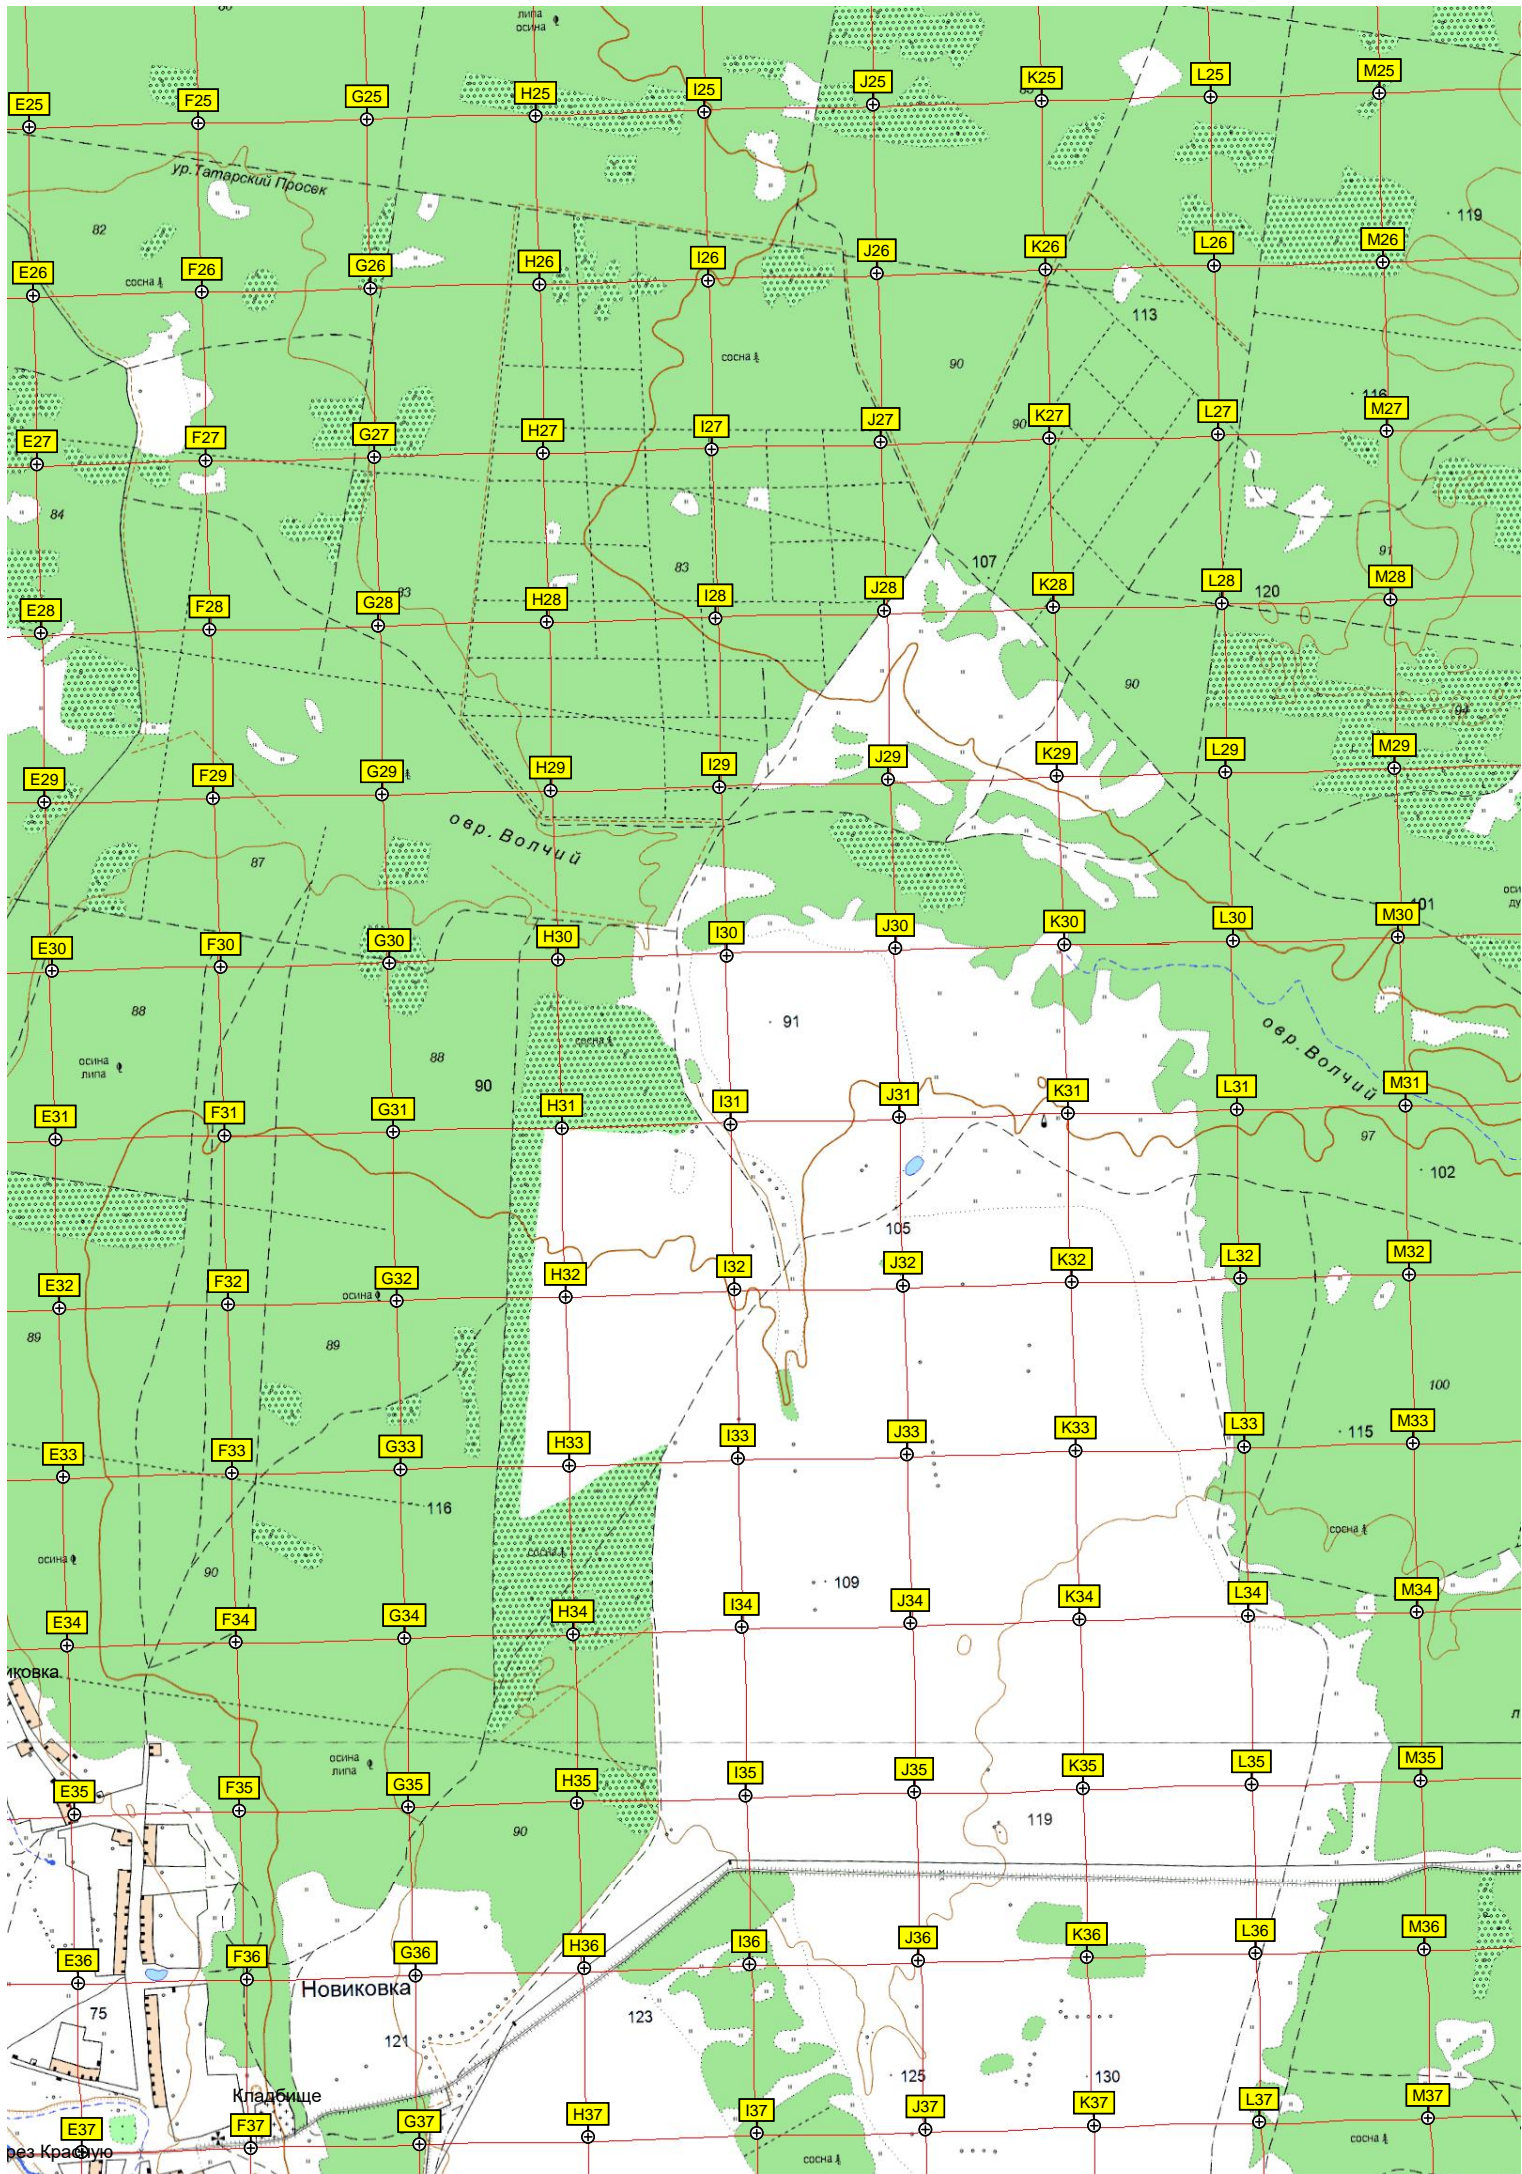 липа
осина
E25
F25
G25
H25
I25
J25
K25
L25
M25
ур.Татарский Просек
82
119
E26
сосна
F26
G26
H26
I26
J26
K26
L26
M26
113
сосна
90
116
E27
F27
G27
H27
I27
J27
90
K27
L27
M27
84
83
107
91
E28
F28
G28
83
H28
I28
J28
K28
L28
120
M28
90
94
E29
F29
G29
H29
I29
J29
K29
L29
M29
овр. Волчий
87
E30
F30
G30
H30
I30
J30
K30
L30
M30
101
88
91
овр. Волчий
осина
липа
88
90
сосна
E31
F31
G31
H31
I31
J31
K31
L31
M31
97
102
105
E32
F32
осина
G32
H32
I32
J32
K32
L32
M32
89
89
100
E33
F33
G33
H33
I33
J33
K33
L33
115
M33
116
сосна
осина
90
сосна
109
E34
F34
G34
H34
I34
J34
K34
L34
M34
иковка
осина
липа
E35
F35
G35
H35
I35
J35
K35
L35
M35
90
119
E36
F36
G36
H36
I36
J36
K36
L36
M36
Новиковка
75
121
123
125
130
Кладбище
E37
F37
G37
H37
I37
J37
K37
L37
M37
рез Красную
сосна
сосна